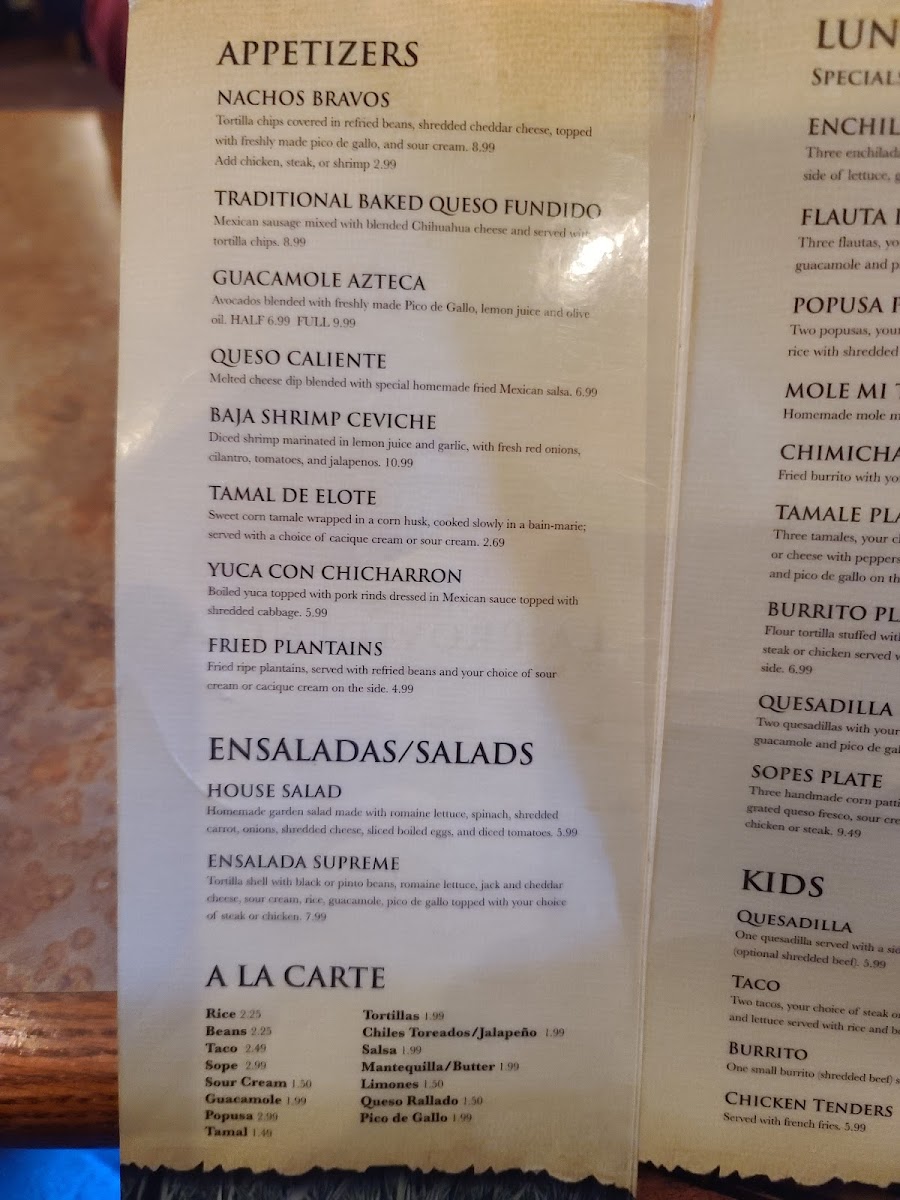 APPETIZERS
NACHOS BRAVOS
Tortilla chips covered in refried beans, shredded cheddar cheese, topped
with freshly made pico de gallo, and sour cream. 8.99
Add chicken, steak, or shrimp 2.99
TRADITIONAL BAKED QUESO FUNDIDO
Mexican sausage mixed with blended Chihuahua cheese and served with
tortilla chips. 8.99
GUACAMOLE AZTECA
Avocados blended with freshly made Pico de Gallo, lemon juice and olive
oil. HALF 6.99 FULL 9.99
QUESO CALIENTE
Melted cheese dip blended with special homemade fried Mexican salsa. 6.99
BAJA SHRIMP CEVICHE
Diced shrimp marinated in lemon juice and garlic, with fresh red onions,
cilantro, tomatoes, and jalapenos. 10.99
TAMAL DE ELOTE
Sweet corn tamale wrapped in a corn husk, cooked slowly in a bain-marie;
served with a choice of cacique cream or sour cream. 2.69
YUCA CON CHICHARRON
Boiled yuca topped with pork rinds dressed in Mexican sauce topped with
shredded cabbage. 5.99
FRIED PLANTAINS
Fried ripe plantains, served with refried beans and your choice of sour
cream or cacique cream on the side. 4.99
ENSALADAS/SALADS
HOUSE SALAD
Homemade garden salad made with romaine lettuce, spinach, shredded
carrot, onions, shredded cheese, sliced boiled eggs, and diced tomatoes. 5.99
ENSALADA SUPREME
Tortilla shell with black or pinto beans, romaine lettuce, jack and cheddar
cheese, sour cream, rice, guacamole, pico de gallo topped with your choice
of steak or chicken. 7.99
A LA CARTE
Rice 2.25
Beans 2.25
Taco 2.49
Sope 2.99
Sour Cream 1.50
Guacamole 1.99
Popusa 2.99
Tamal 1.49
Tortillas 1.99
Chiles Toreados/Jalapeño 1.99
Salsa 1.99
Mantequilla/Butter 1.99
Limones 1.50
Queso Rallado 1.50
Pico de Gallo 1.99
LUN
SPECIALS
ENCHIL
Three enchilad
side of lettuce, g
FLAUTA
Three flautas, yo
guacamole and p
POPUSA
Two popusas, your
rice with shredded
MOLE MI
Homemade mole m
CHIMICHA
Fried burrito with yo
TAMALE PLA
Three tamales, your c
or cheese with peppers
and pico de gallo on th
BURRITO PL
Flour tortilla stuffed with
steak or chicken served
side. 6.99
QUESADILLA
Two quesadillas with your
guacamole and pico de gal
SOPES PLATE
Three handmade corn patti
grated queso fresco, sour cre
chicken or steak. 9.49
KIDS
QUESADILLA
One quesadilla served with a sid
(optional shredded beef). 5.99
TACO
Two tacos, your choice of steak o
and lettuce served with rice and b
BURRITO
One small burrito (shredded beef) s
CHICKEN TENDERS
Served with french fries. 5.99